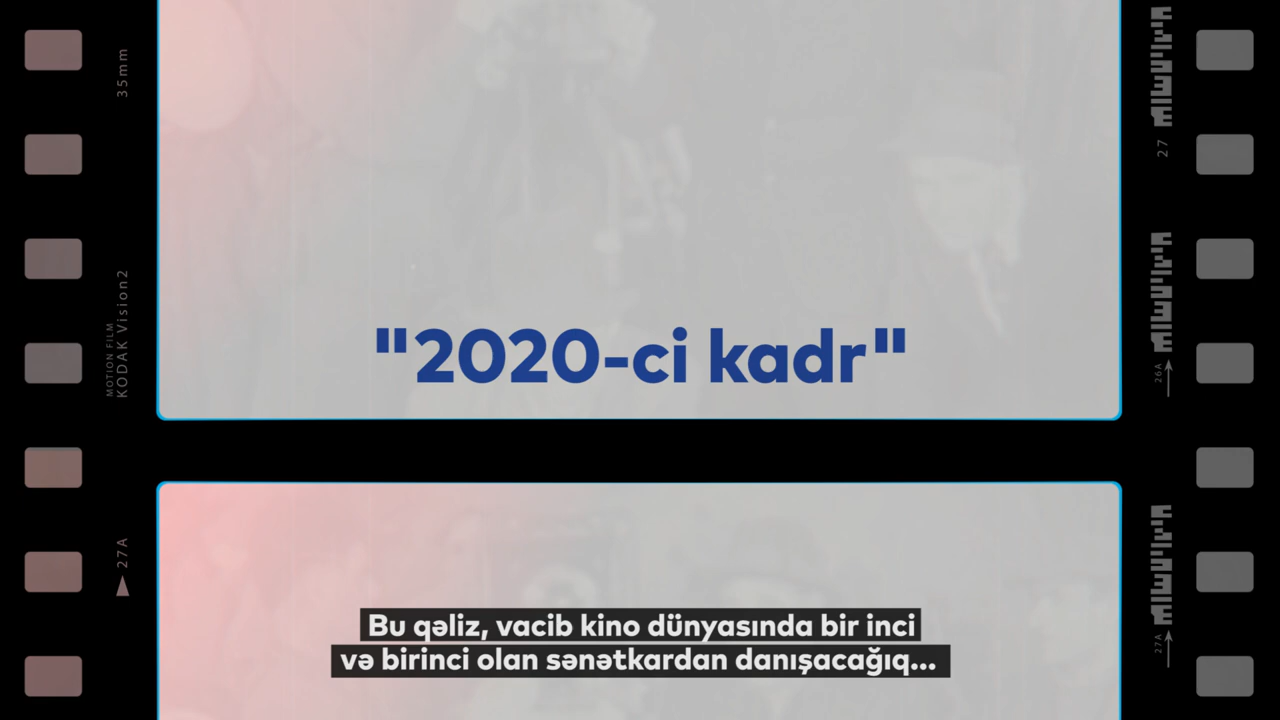 35mm
MOTION FILM
KODAK Vision2
27A
27
26A
27A
"2020-ci kadr"
Bu qəliz, vacib kino dünyasında bir inci
və birinci olan sənətkardan danışacağıq...